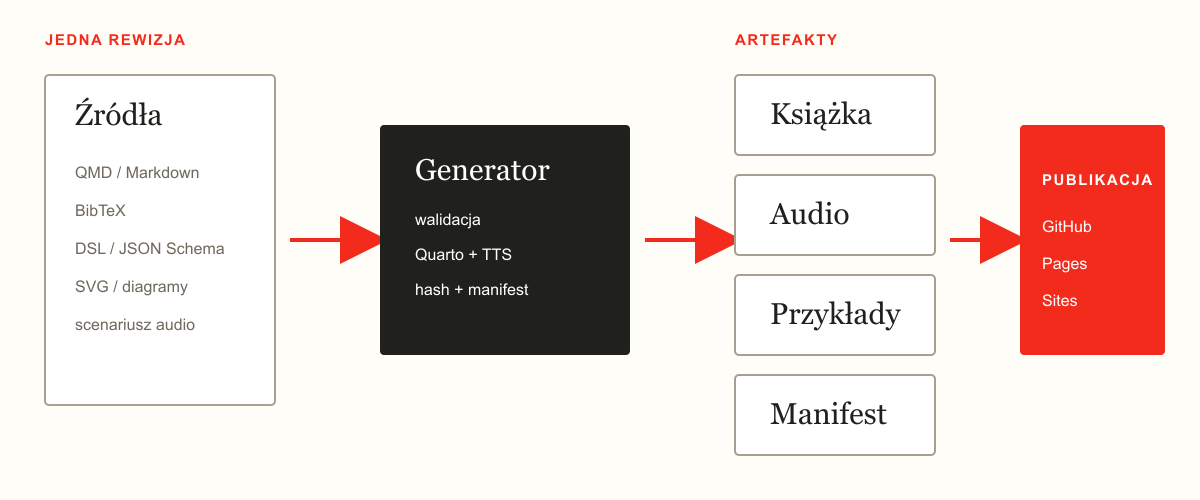 JEDNA REWIZJA
Źródła
QMD / Markdown
BibTeX
DSL / JSON Schema
SVG / diagramy
scenariusz audio
Generator
walidacja
Quarto + TTS
hash + manifest
ARTEFAKTY
Książka
Audio
Przykłady
Manifest
PUBLIKACJA
GitHub
Pages
Sites